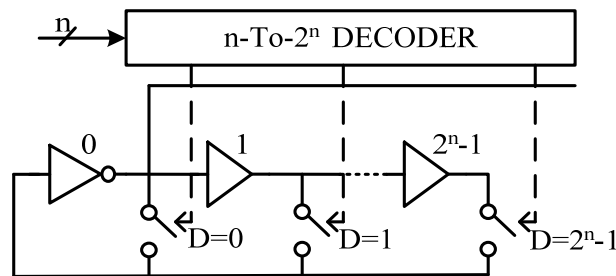 n
n-To-2ⁿ DECODER
0
1
2ⁿ-1
D=0
D=1
D=2ⁿ-1